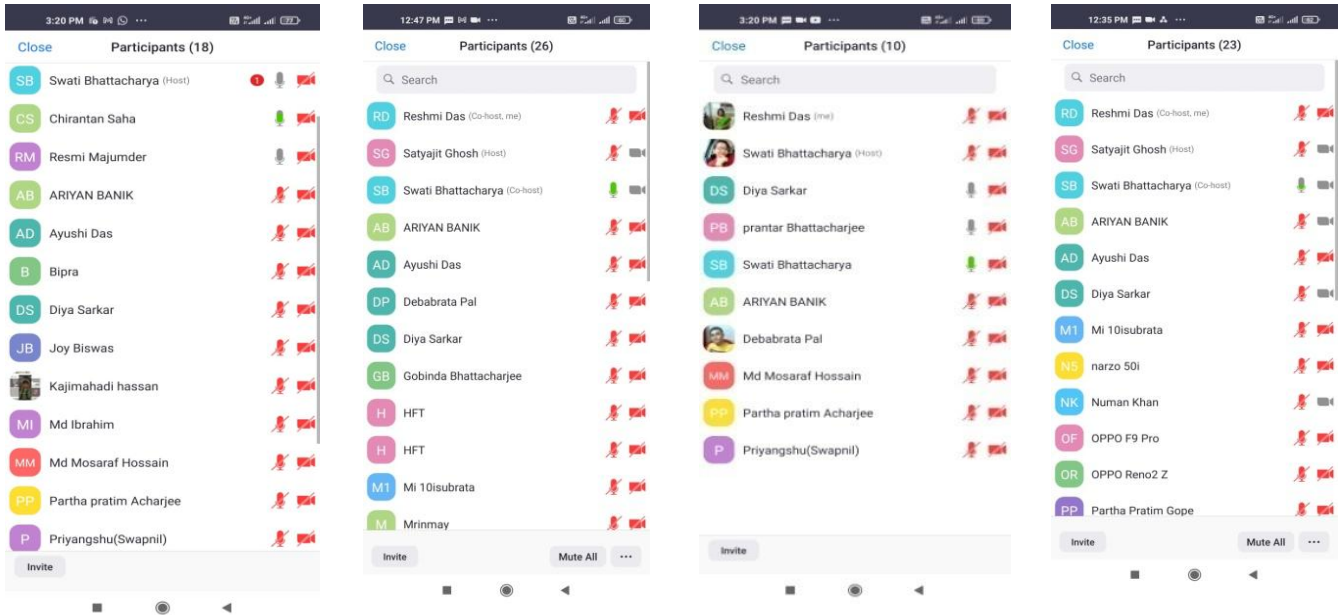 3:20 PM
77
Close Participants (18)
SB Swati Bhattacharya (Host) 1
CS Chirantan Saha
RM Resmi Majumder
AB ARIYAN BANIK
AD Ayushi Das
B Bipra
DS Diya Sarkar
JB Joy Biswas
Kajimahadi hassan
MI Md Ibrahim
MM Md Mosaraf Hossain
PP Partha pratim Acharjee
P Priyangshu(Swapnil)
Invite
12:47 PM
Close Participants (26)
Search
RD Reshmi Das (Co-host, me)
SG Satyajit Ghosh (Host)
SB Swati Bhattacharya (Co-host)
AB ARIYAN BANIK
AD Ayushi Das
DP Debabrata Pal
DS Diya Sarkar
GB Gobinda Bhattacharjee
H HFT
H HFT
M1 Mi 10isubrata
M Mrinmay
Invite Mute All
3:20 PM
Close Participants (10)
Search
Reshmi Das (me)
Swati Bhattacharya (Host)
DS Diya Sarkar
PB prantar Bhattacharjee
SB Swati Bhattacharya
AB ARIYAN BANIK
Debabrata Pal
MM Md Mosaraf Hossain
PP Partha pratim Acharjee
P Priyangshu(Swapnil)
Invite
12:35 PM
Close Participants (23)
Search
RD Reshmi Das (Co-host, me)
SG Satyajit Ghosh (Host)
SB Swati Bhattacharya (Co-host)
AB ARIYAN BANIK
AD Ayushi Das
DS Diya Sarkar
M1 Mi 10isubrata
N5 narzo 50i
NK Numan Khan
OF OPPO F9 Pro
OR OPPO Reno2 Z
PP Partha Pratim Gope
Invite Mute All